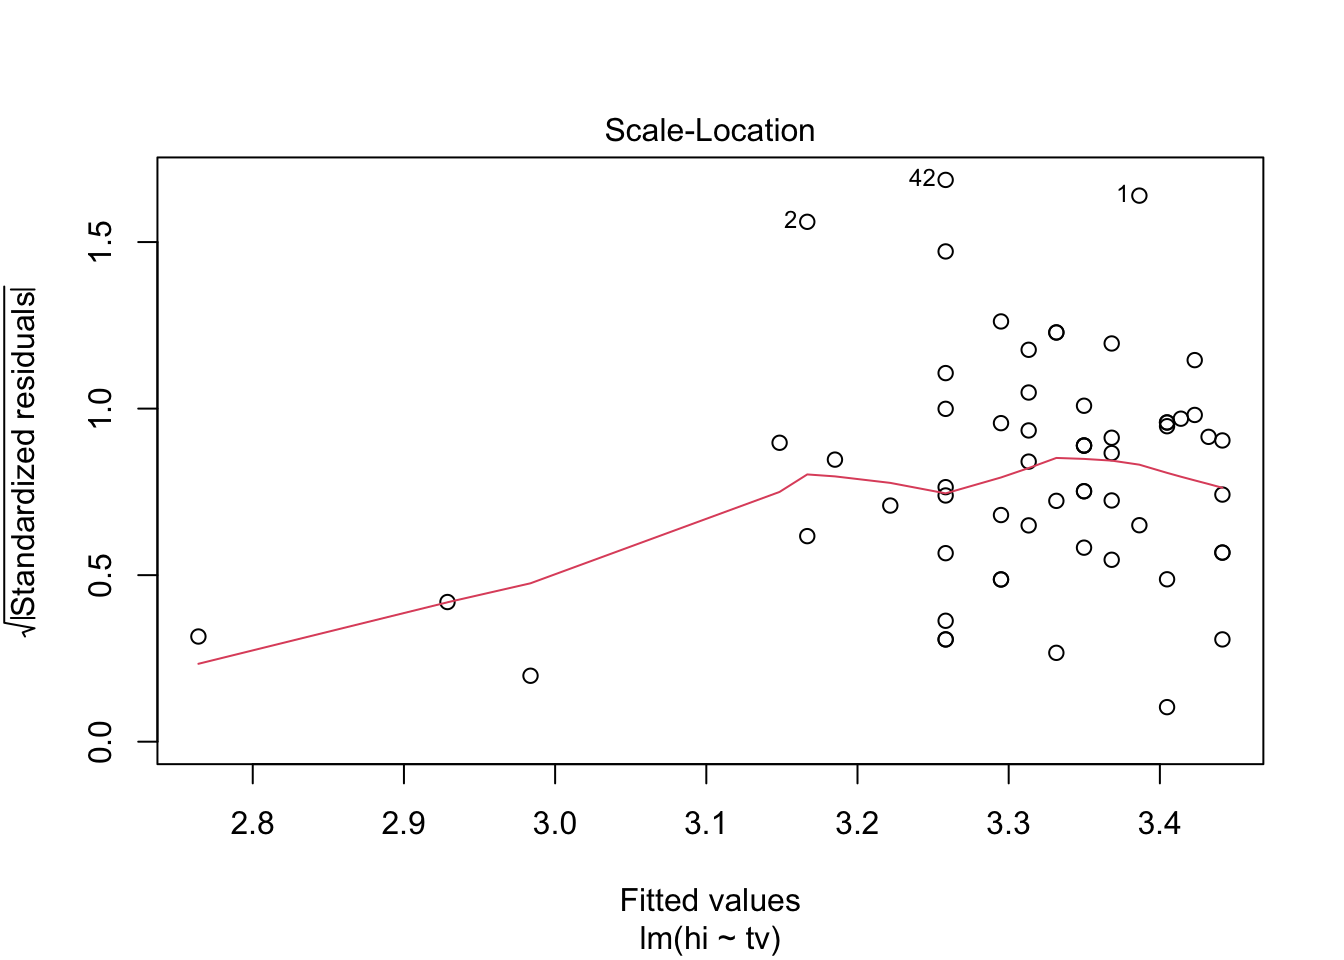 Scale-Location
√|Standardized residuals|
1.5
1.0
0.5
0.0
42
1
2
2.8 2.9 3.0 3.1 3.2 3.3 3.4
Fitted values
lm(hi ~ tv)